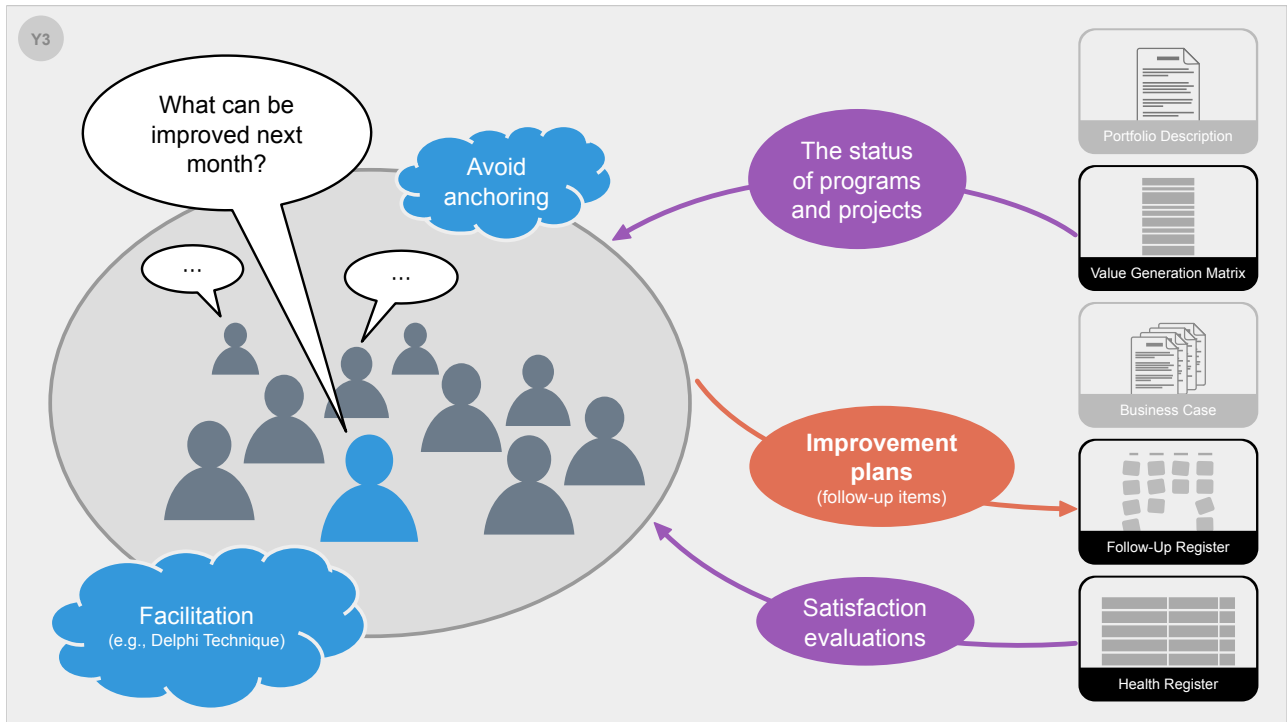 Y3
What can be
improved next
month?
Avoid
anchoring
...
...
Facilitation
(e.g., Delphi Technique)
The status
of programs
and projects
Improvement
plans
(follow-up items)
Satisfaction
evaluations
Portfolio Description
Value Generation Matrix
Business Case
Follow-Up Register
Health Register